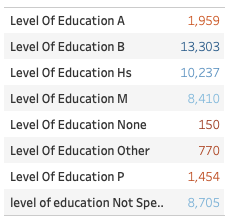 Level Of Education A 1,959
Level Of Education B 13,303
Level Of Education Hs 10,237
Level Of Education M 8,410
Level Of Education None 150
Level Of Education Other 770
Level Of Education P 1,454
level of education Not Spe.. 8,705